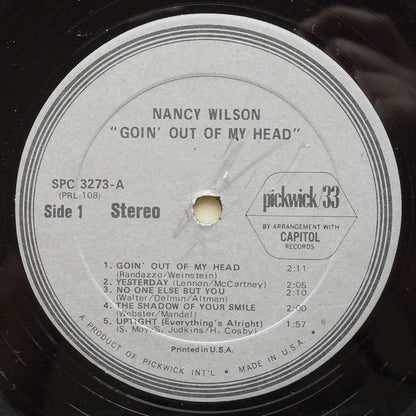 NANCY WILSON
"GOIN' OUT OF MY HEAD"
SPC 3273-A
(PRL-108)
Side 1 Stereo
pickwick/33
BY ARRANGEMENT WITH
CAPITOL
RECORDS
1. GOIN' OUT OF MY HEAD 2:11
(Randazzo/Weinstein)
2. YESTERDAY (Lennon/McCartney) 2:05
3. NO ONE ELSE BUT YOU 2:10
(Walter/Delmin/Altman)
4. THE SHADOW OF YOUR SMILE 2:00
(Webster/Mandel)
5. UPTIGHT (Everything's Alright) 1:57
(S. Moy/S. Judkins/H. Cosby)
Printed in U.S.A.
A PRODUCT OF PICKWICK INT'L • MADE IN U.S.A.